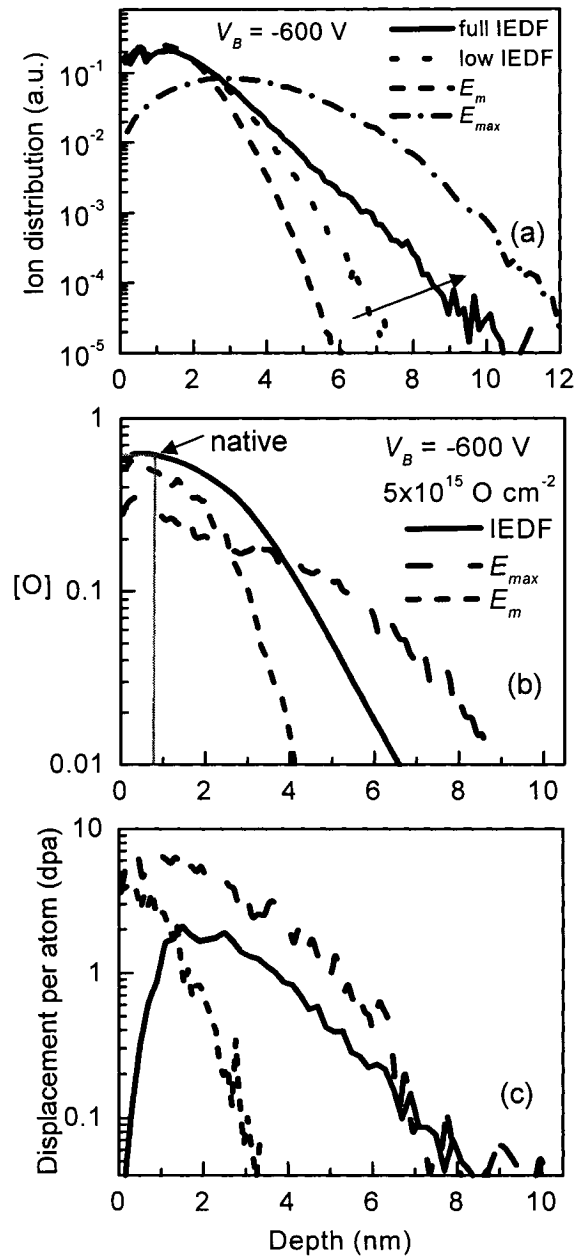 V_B = -600 V
full IEDF
low IEDF
E_m
E_max
10^-1
10^-2
10^-3
10^-4
10^-5
Ion distribution (a.u.)
(a)
0 2 4 6 8 10 12
native
V_B = -600 V
5x10^15 O cm^-2
IEDF
E_max
E_m
1
0.1
0.01
[O]
(b)
0 2 4 6 8 10
10
1
0.1
Displacement per atom (dpa)
(c)
0 2 4 6 8 10
Depth (nm)